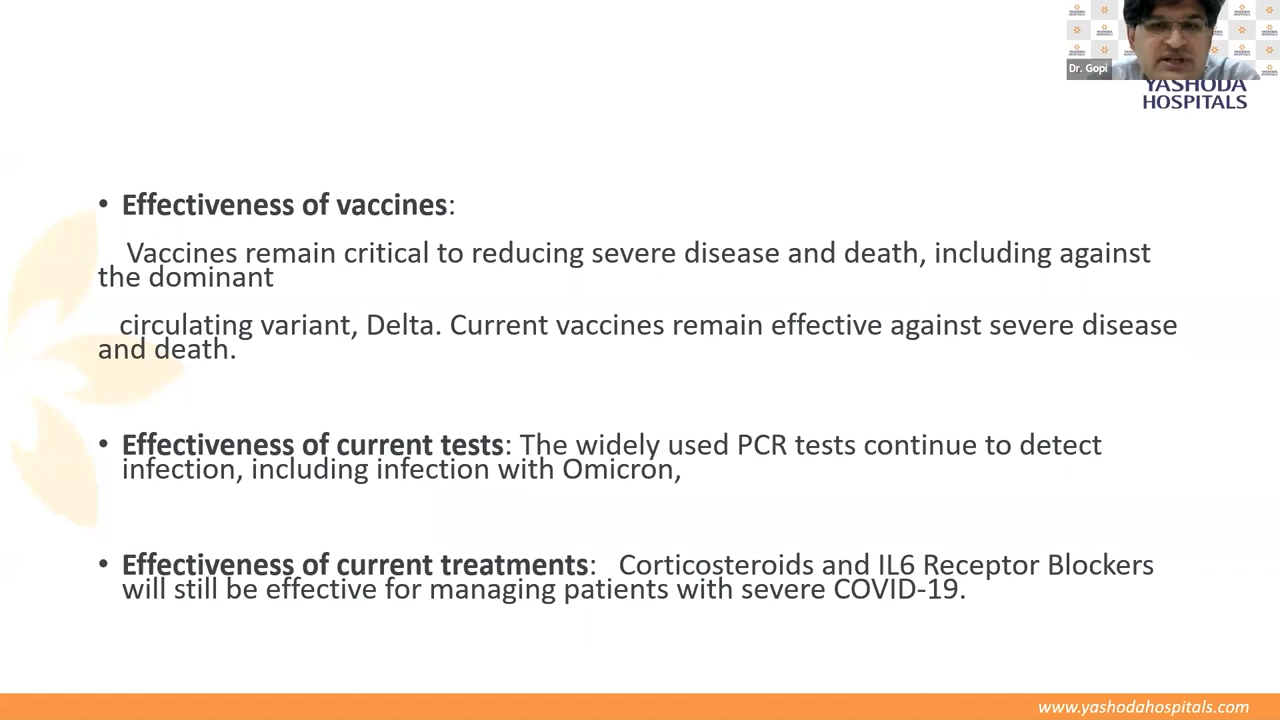 Dr. Gopi
YASHODA
HOSPITALS
• Effectiveness of vaccines:
Vaccines remain critical to reducing severe disease and death, including against
the dominant
circulating variant, Delta. Current vaccines remain effective against severe disease
and death.
• Effectiveness of current tests: The widely used PCR tests continue to detect
infection, including infection with Omicron,
• Effectiveness of current treatments: Corticosteroids and IL6 Receptor Blockers
will still be effective for managing patients with severe COVID-19.
www.yashodahospitals.com